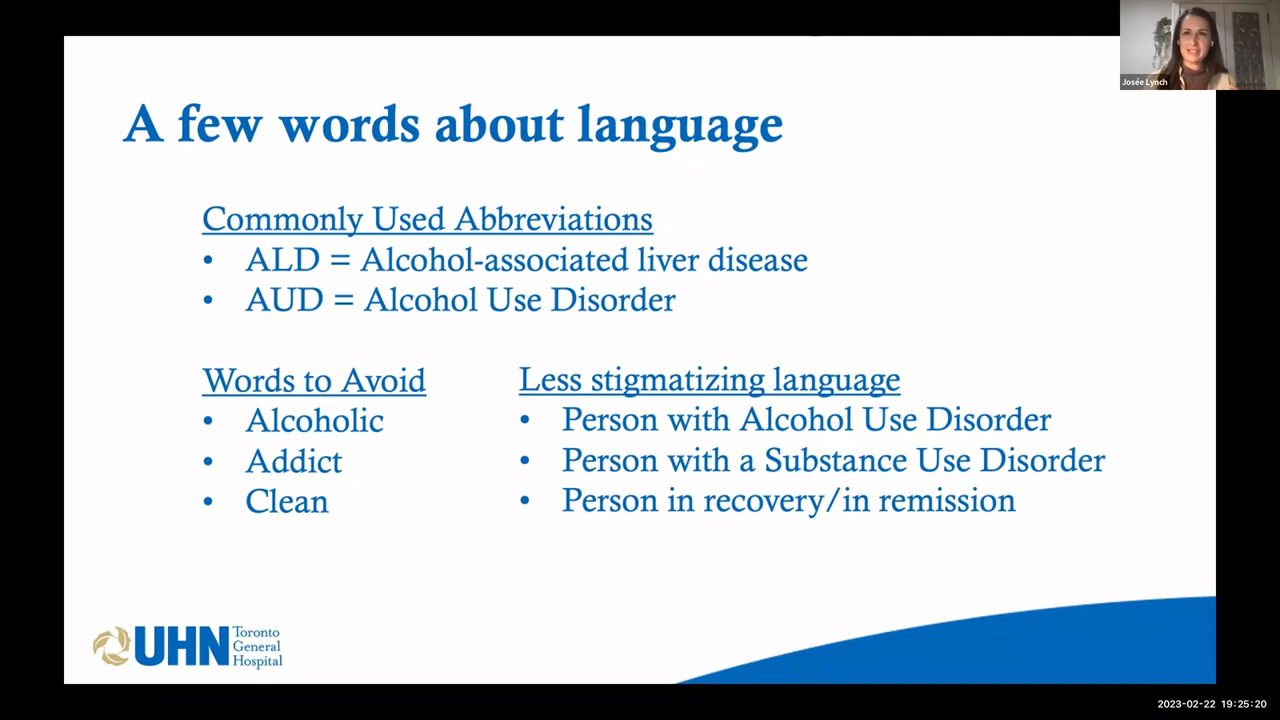 Josée Lynch
A few words about language
Commonly Used Abbreviations
• ALD = Alcohol-associated liver disease
• AUD = Alcohol Use Disorder
Words to Avoid
• Alcoholic
• Addict
• Clean
Less stigmatizing language
• Person with Alcohol Use Disorder
• Person with a Substance Use Disorder
• Person in recovery/in remission
UHN
Toronto
General
Hospital
2023-02-22 19:25:20